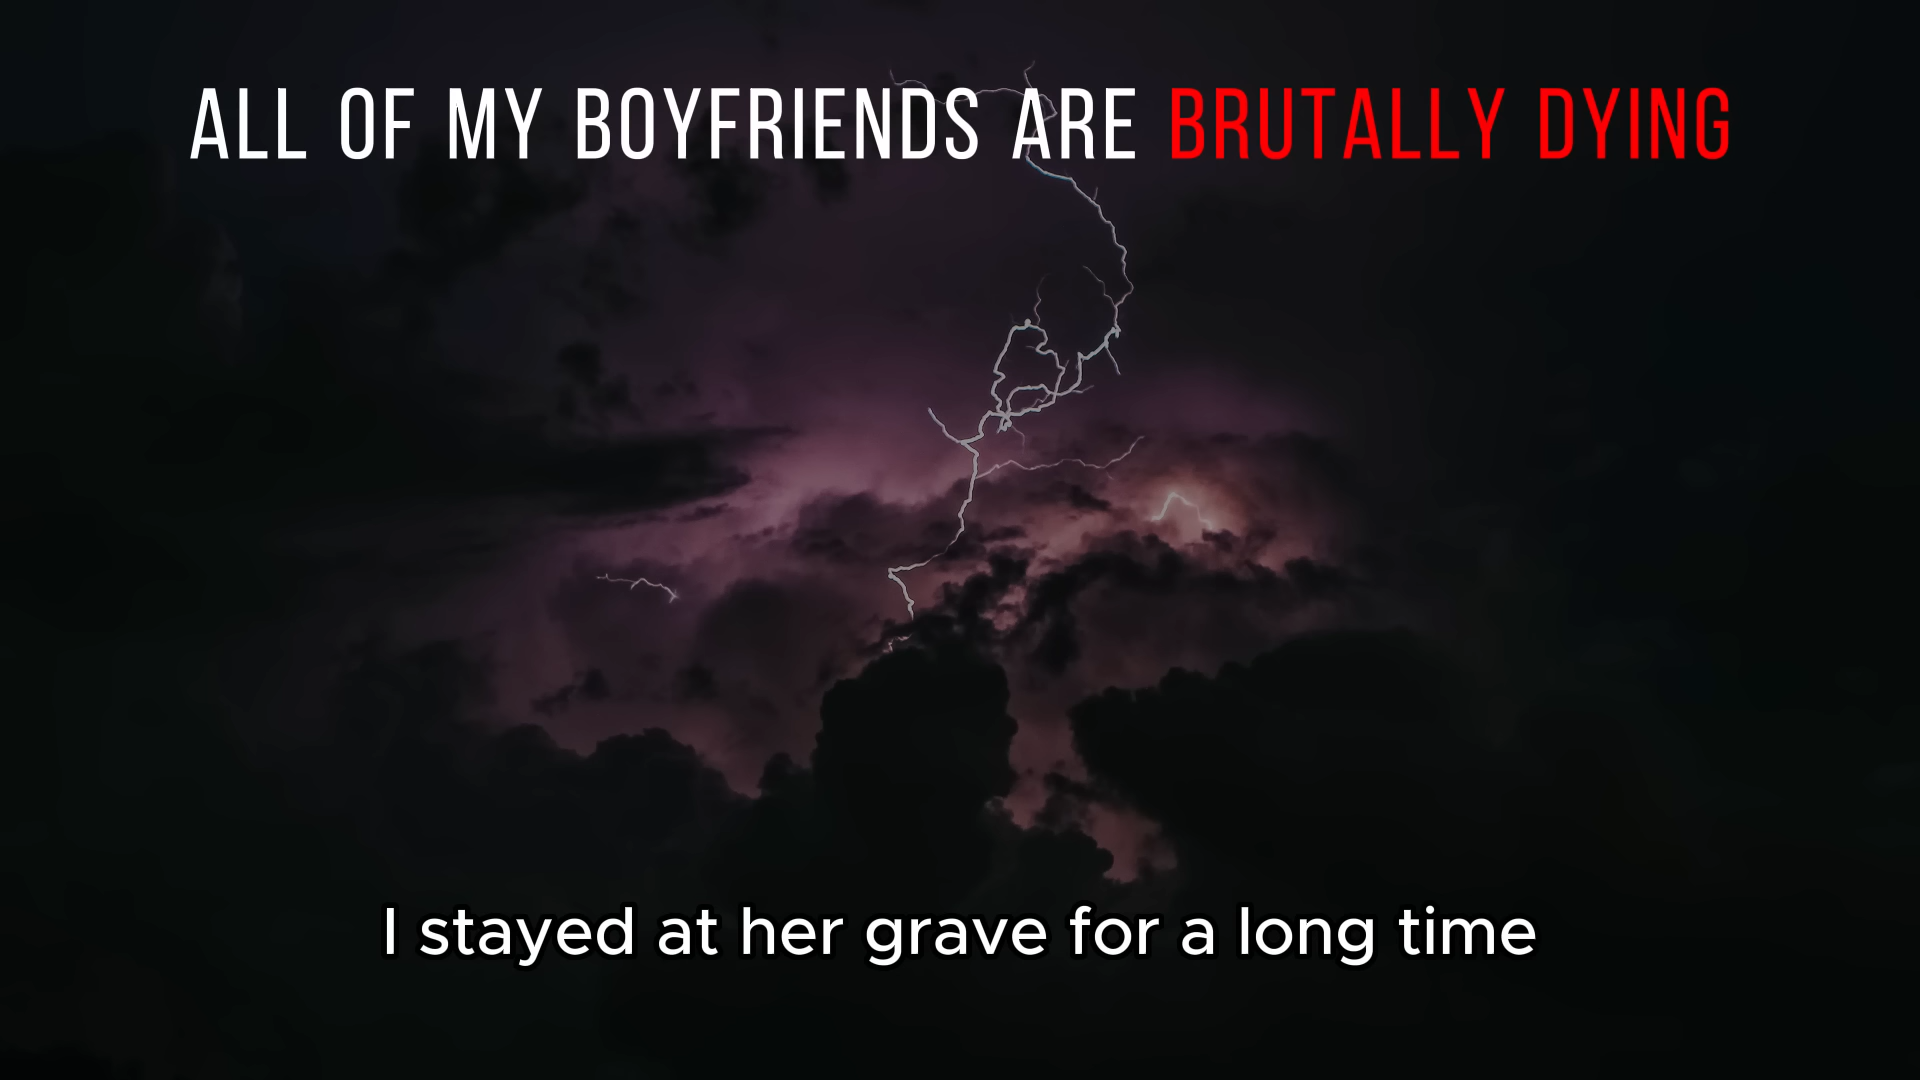 ALL OF MY BOYFRIENDS ARE BRUTALLY DYING
I stayed at her grave for a long time